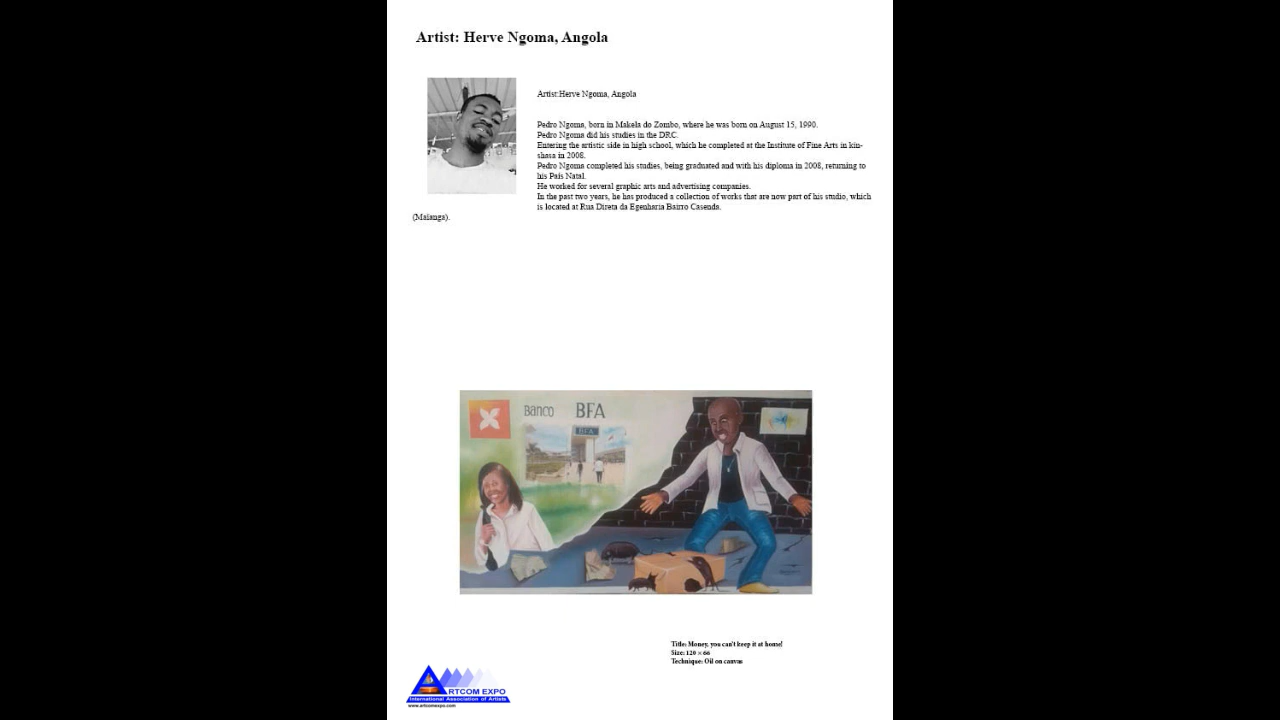 Artist: Herve Ngoma, Angola
Artist:Herve Ngoma, Angola
Pedro Ngoma, born in Makela do Zombo, where he was born on August 15, 1990.
Pedro Ngoma did his studies in the DRC.
Entering the artistic side in high school, which he completed at the Institute of Fine Arts in kin-
shasa in 2008.
Pedro Ngoma completed his studies, being graduated and with his diploma in 2008, returning to
his País Natal.
He worked for several graphic arts and advertising companies.
In the past two years, he has produced a collection of works that are now part of his studio, which
is located at Rua Direta da Egenharia Bairro Casenda.
(Maianga).
Banco BFA
BFA
Title: Money, you can't keep it at home!
Size: 120 × 66
Technique: Oil on canvas
ARTCOM EXPO
International Association of Artists
www.artcomexpo.com